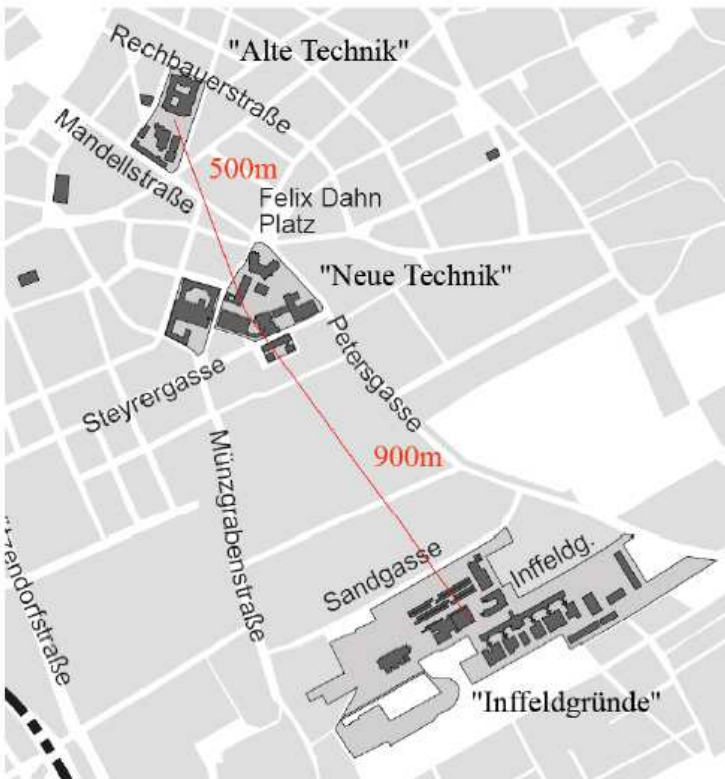 Rechbauerstraße
"Alte Technik"
Mandellstraße
500m
Felix Dahn
Platz
"Neue Technik"
Steyrergasse
Petersgasse
Münzgrabenstraße
900m
Sandgasse
Inffeldg.
"Inffeldgründe"